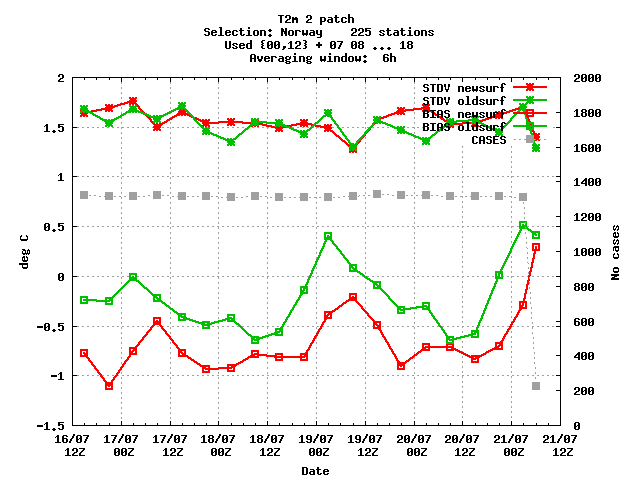 T2m 2 patch
Selection: Norway 225 stations
Used {00,12} + 07 08 ... 18
Averaging window: 6h
2
1.5
1
0.5
0
-0.5
-1
-1.5
deg C
2000
1800
1600
1400
1200
1000
800
600
400
200
0
No cases
STDV newsurf
STDV oldsurf
BIAS newsurf
BIAS oldsurf
CASES
16/07 17/07 17/07 18/07 18/07 19/07 19/07 20/07 20/07 21/07 21/07
12Z 00Z 12Z 00Z 12Z 00Z 12Z 00Z 12Z 00Z 12Z
Date